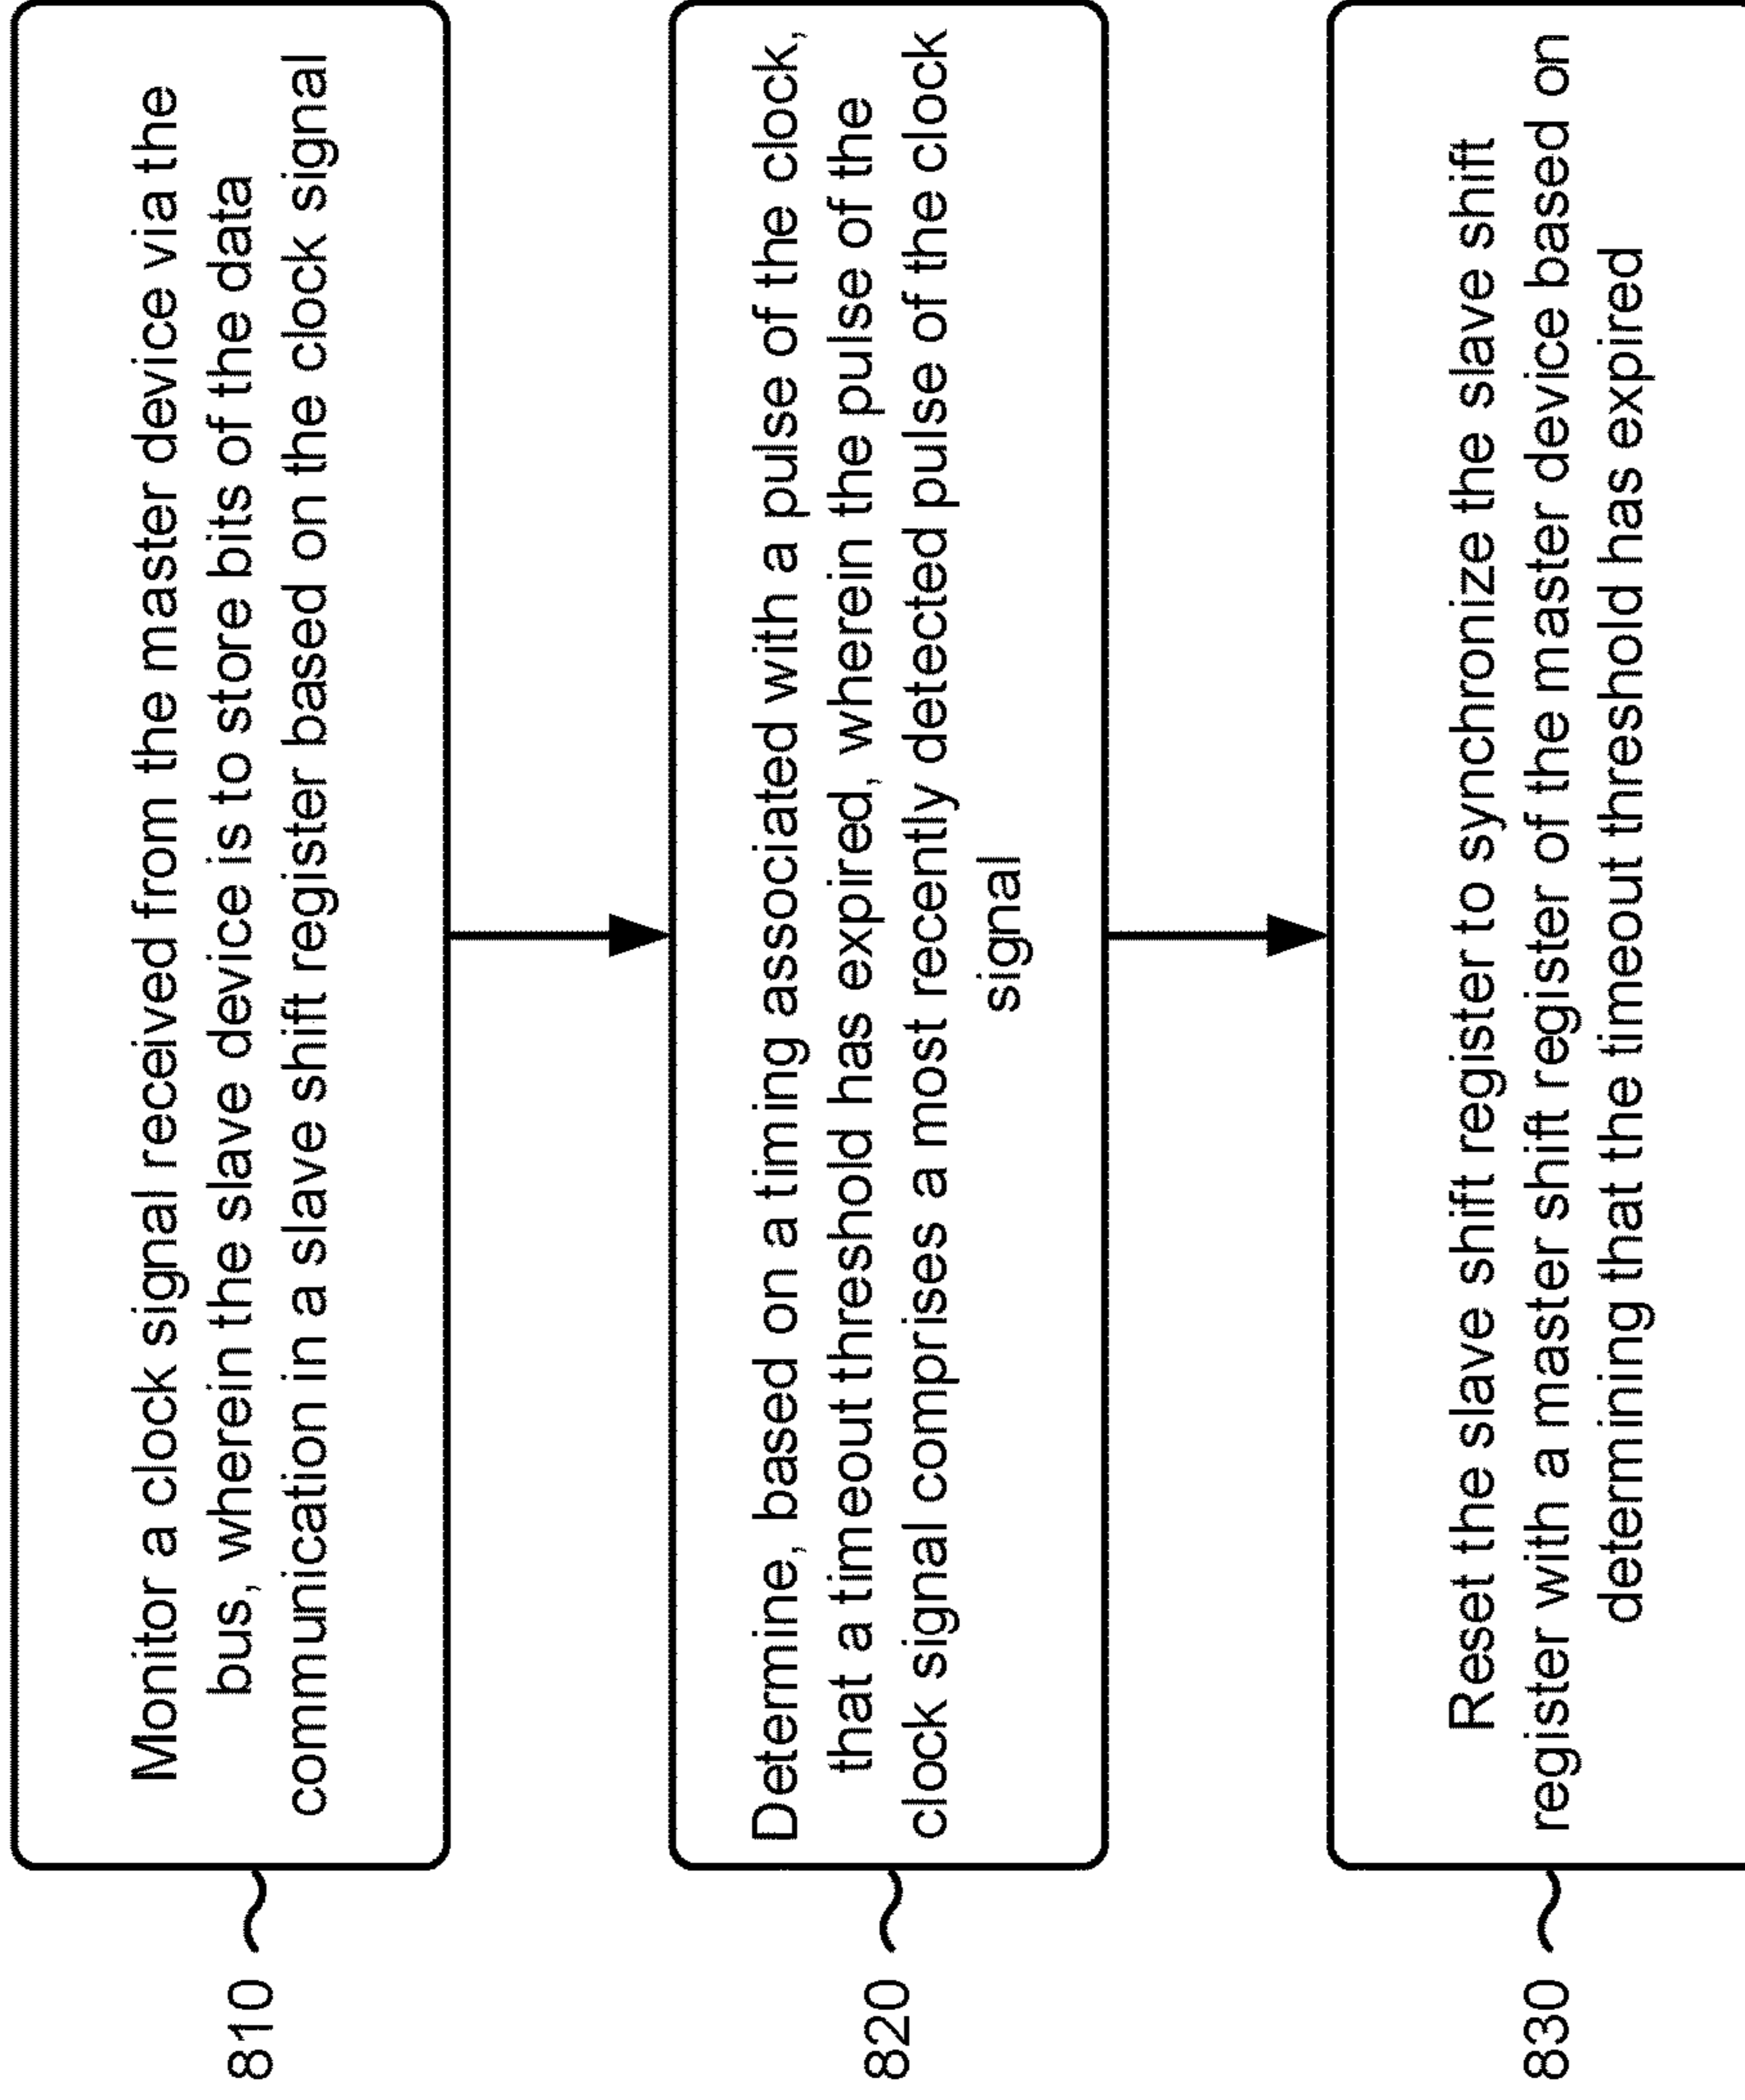 810
Monitor a clock signal received from the master device via the
bus, wherein the slave device is to store bits of the data
communication in a slave shift register based on the clock signal
820
Determine, based on a timing associated with a pulse of the clock,
that a timeout threshold has expired, wherein the pulse of the
clock signal comprises a most recently detected pulse of the clock
signal
830
Reset the slave shift register to synchronize the slave shift
register with a master shift register of the master device based on
determining that the timeout threshold has expired